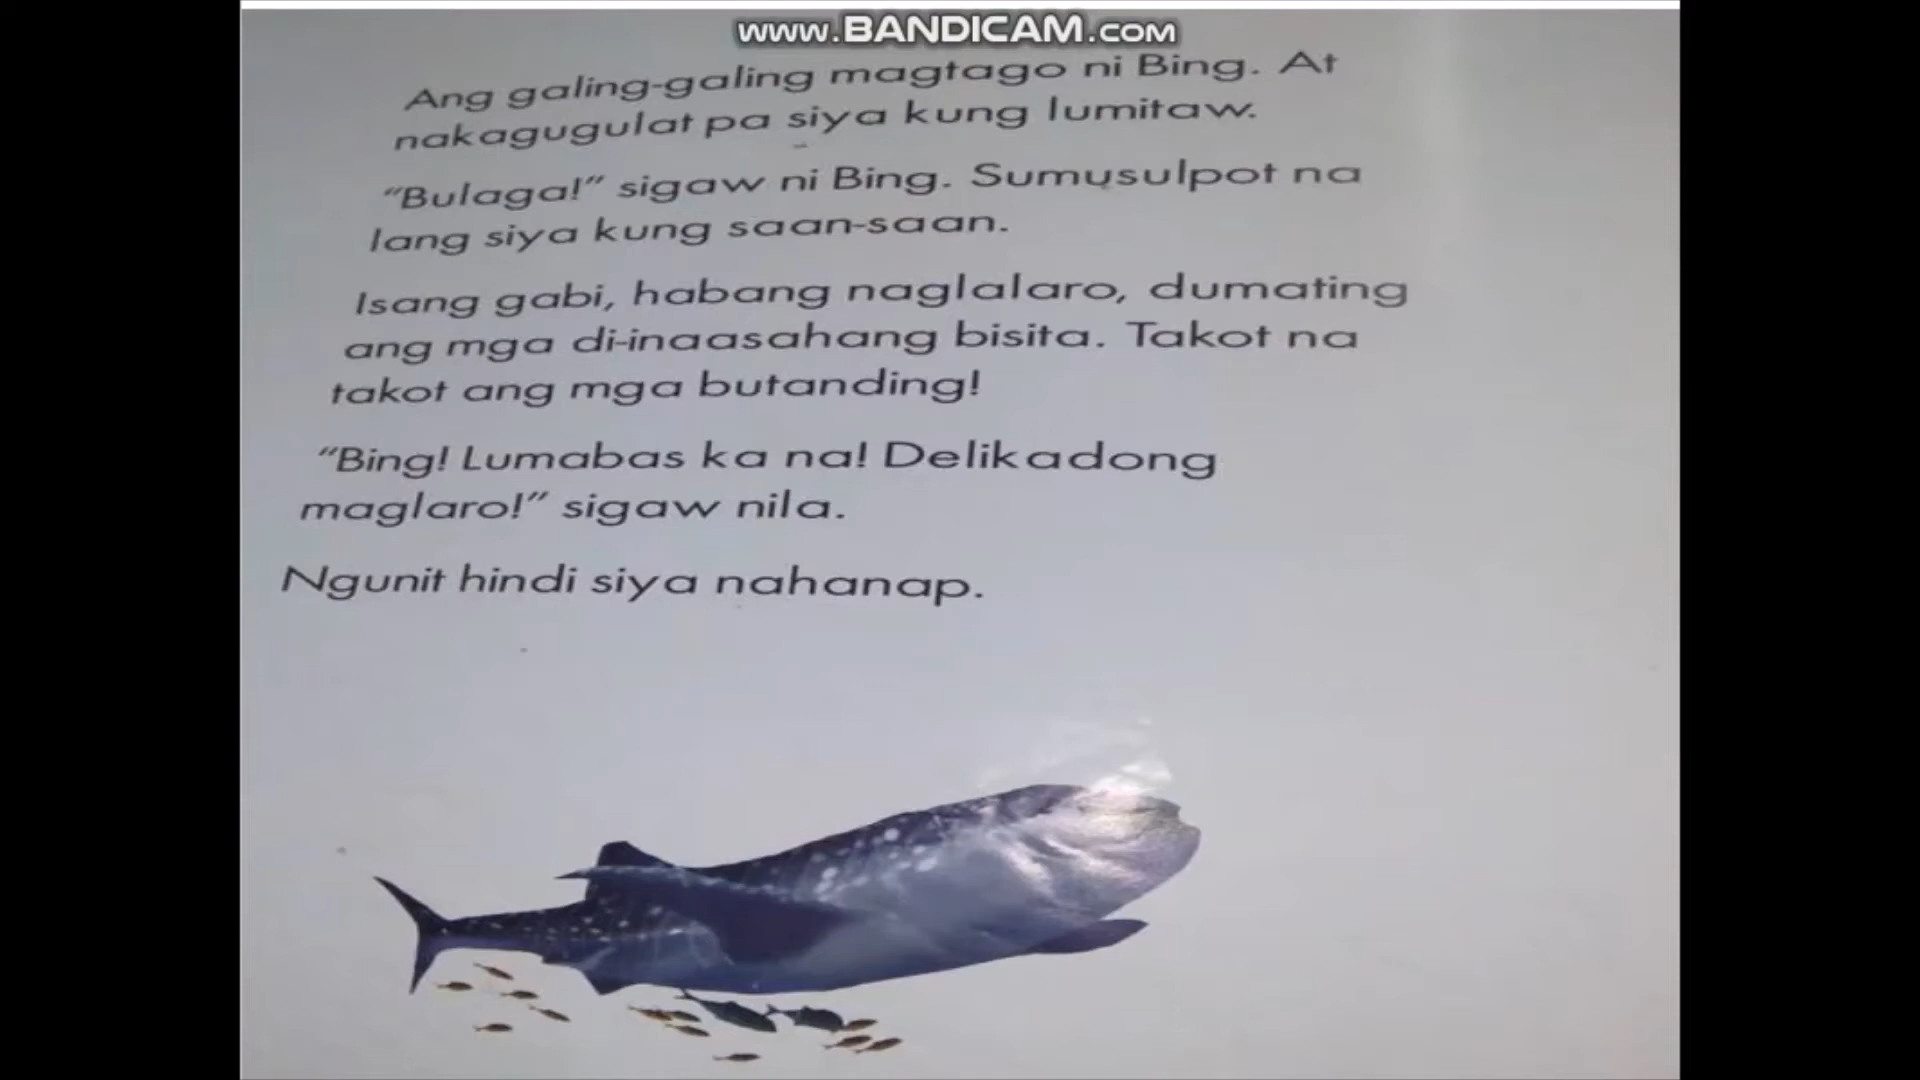 www.BANDICAM.com
Ang galing-galing magtago ni Bing. At
nakagugulat pa siya kung lumitaw.
“Bulaga!” sigaw ni Bing. Sumusulpot na
lang siya kung saan-saan.
Isang gabi, habang naglalaro, dumating
ang mga di-inaasahang bisita. Takot na
takot ang mga butanding!
“Bing! Lumabas ka na! Delikadong
maglaro!” sigaw nila.
Ngunit hindi siya nahanap.